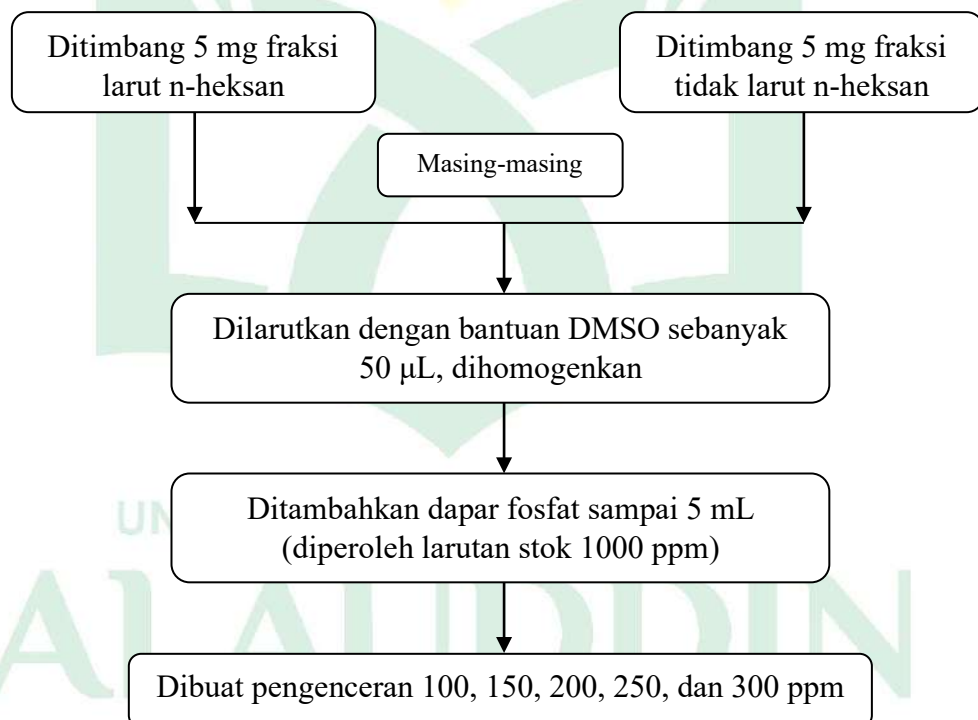 Ditimbang 5 mg fraksi
larut n-heksan
Ditimbang 5 mg fraksi
tidak larut n-heksan
Masing-masing
Dilarutkan dengan bantuan DMSO sebanyak
50 μL, dihomogenkan
Ditambahkan dapar fosfat sampai 5 mL
(diperoleh larutan stok 1000 ppm)
UN
ALAUDDIN
Dibuat pengenceran 100, 150, 200, 250, dan 300 ppm